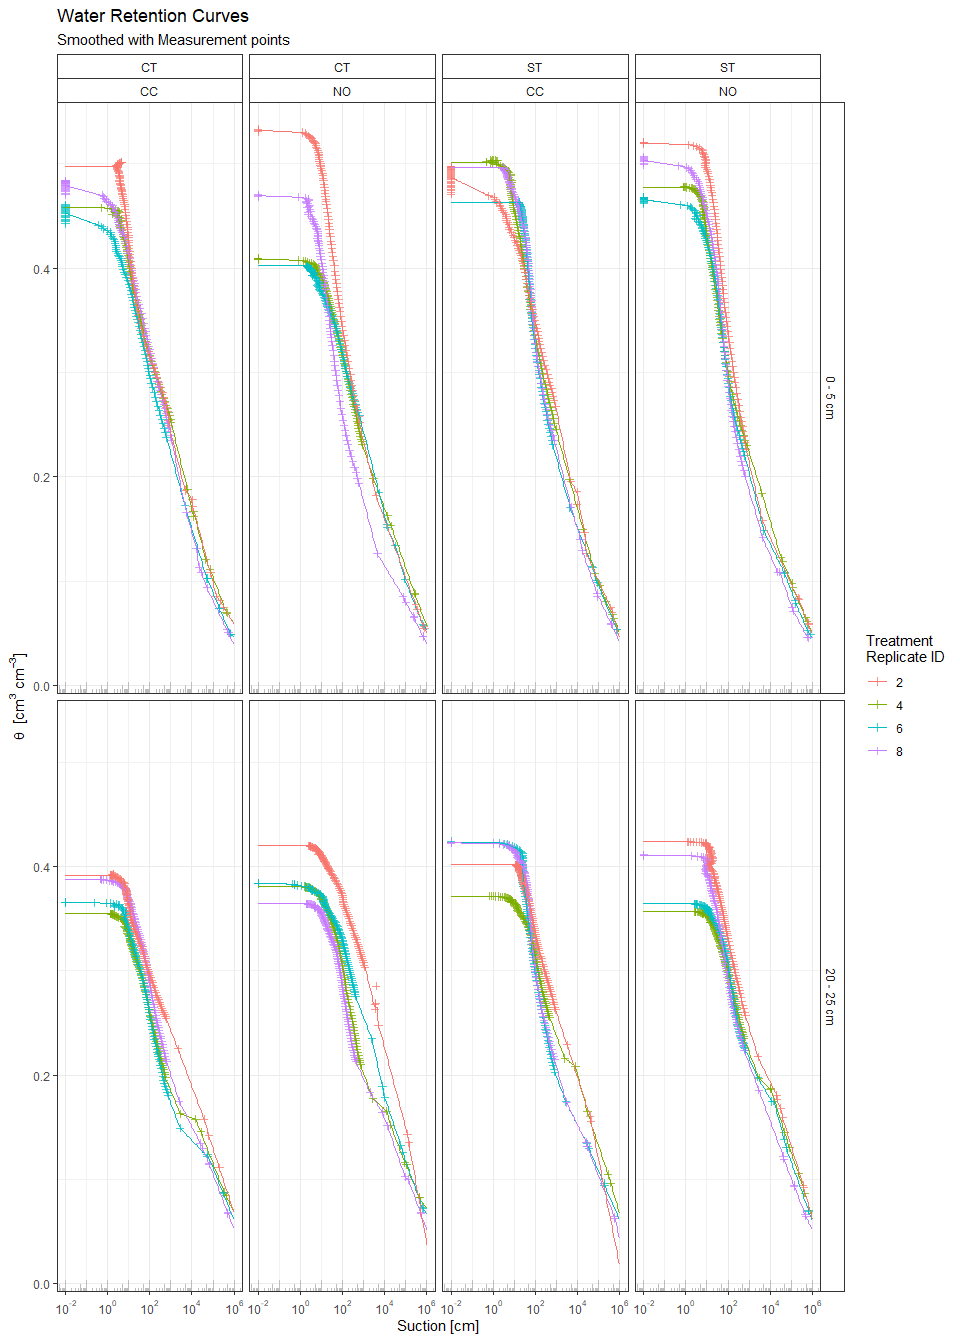 Water Retention Curves
Smoothed with Measurement points
CT CT ST ST
CC NO CC NO
0.4
0.2
0.0
0 - 5 cm
θ [cm³ cm⁻³]
Treatment
Replicate ID
2
4
6
8
0.4
0.2
0.0
20 - 25 cm
10⁻² 10⁰ 10² 10⁴ 10⁶ 10⁻² 10⁰ 10² 10⁴ 10⁶ 10⁻² 10⁰ 10² 10⁴ 10⁶ 10⁻² 10⁰ 10² 10⁴ 10⁶
Suction [cm]